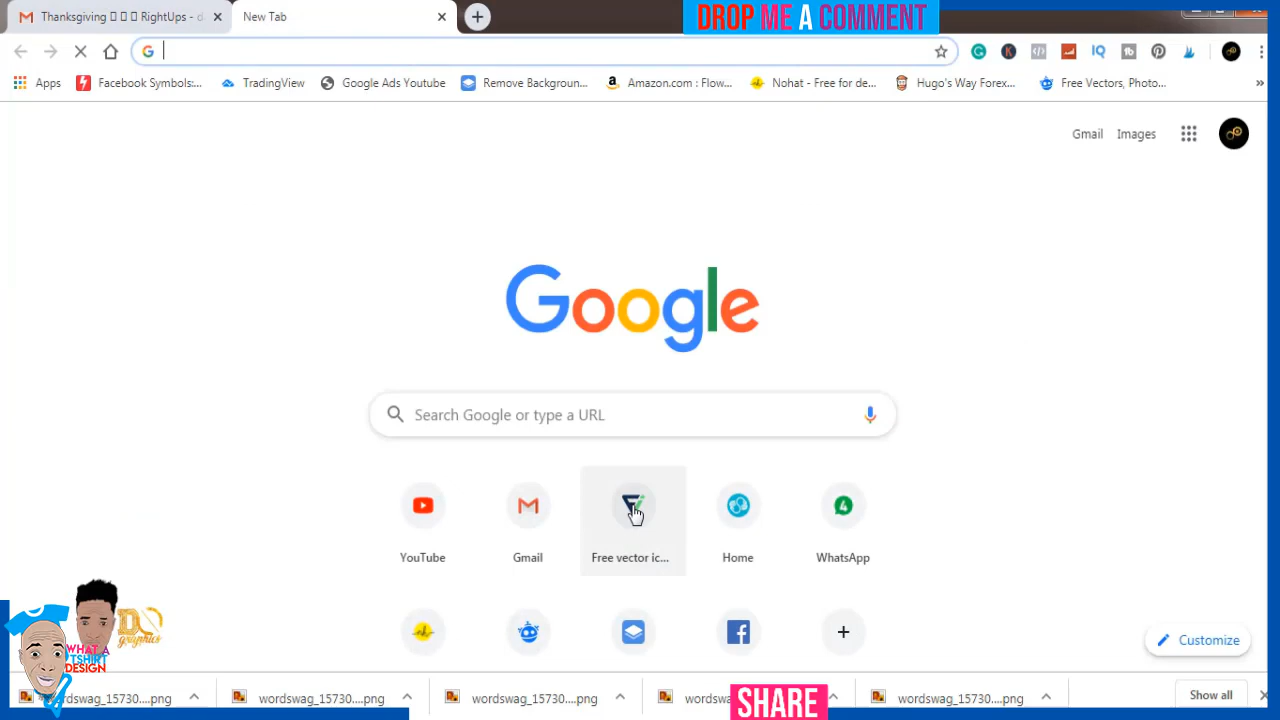 DROP ME A COMMENT
Thanksgiving RightUps - d
New Tab
Apps
Facebook Symbols:...
TradingView
Google Ads Youtube
Remove Backgroun...
Amazon.com : Flow...
Nohat - Free for de...
Hugo's Way Forex...
Free Vectors, Photo...
»
Gmail
Images
Google
Search Google or type a URL
YouTube
Gmail
Free vector ic...
Home
WhatsApp
Customize
WHAT A
TSHIRT
DESIGN
DC
graphics
wordswag_15730....png
wordswag_15730....png
wordswag_15730....png
wordsw
wordswag_15730....png
Show all
SHARE